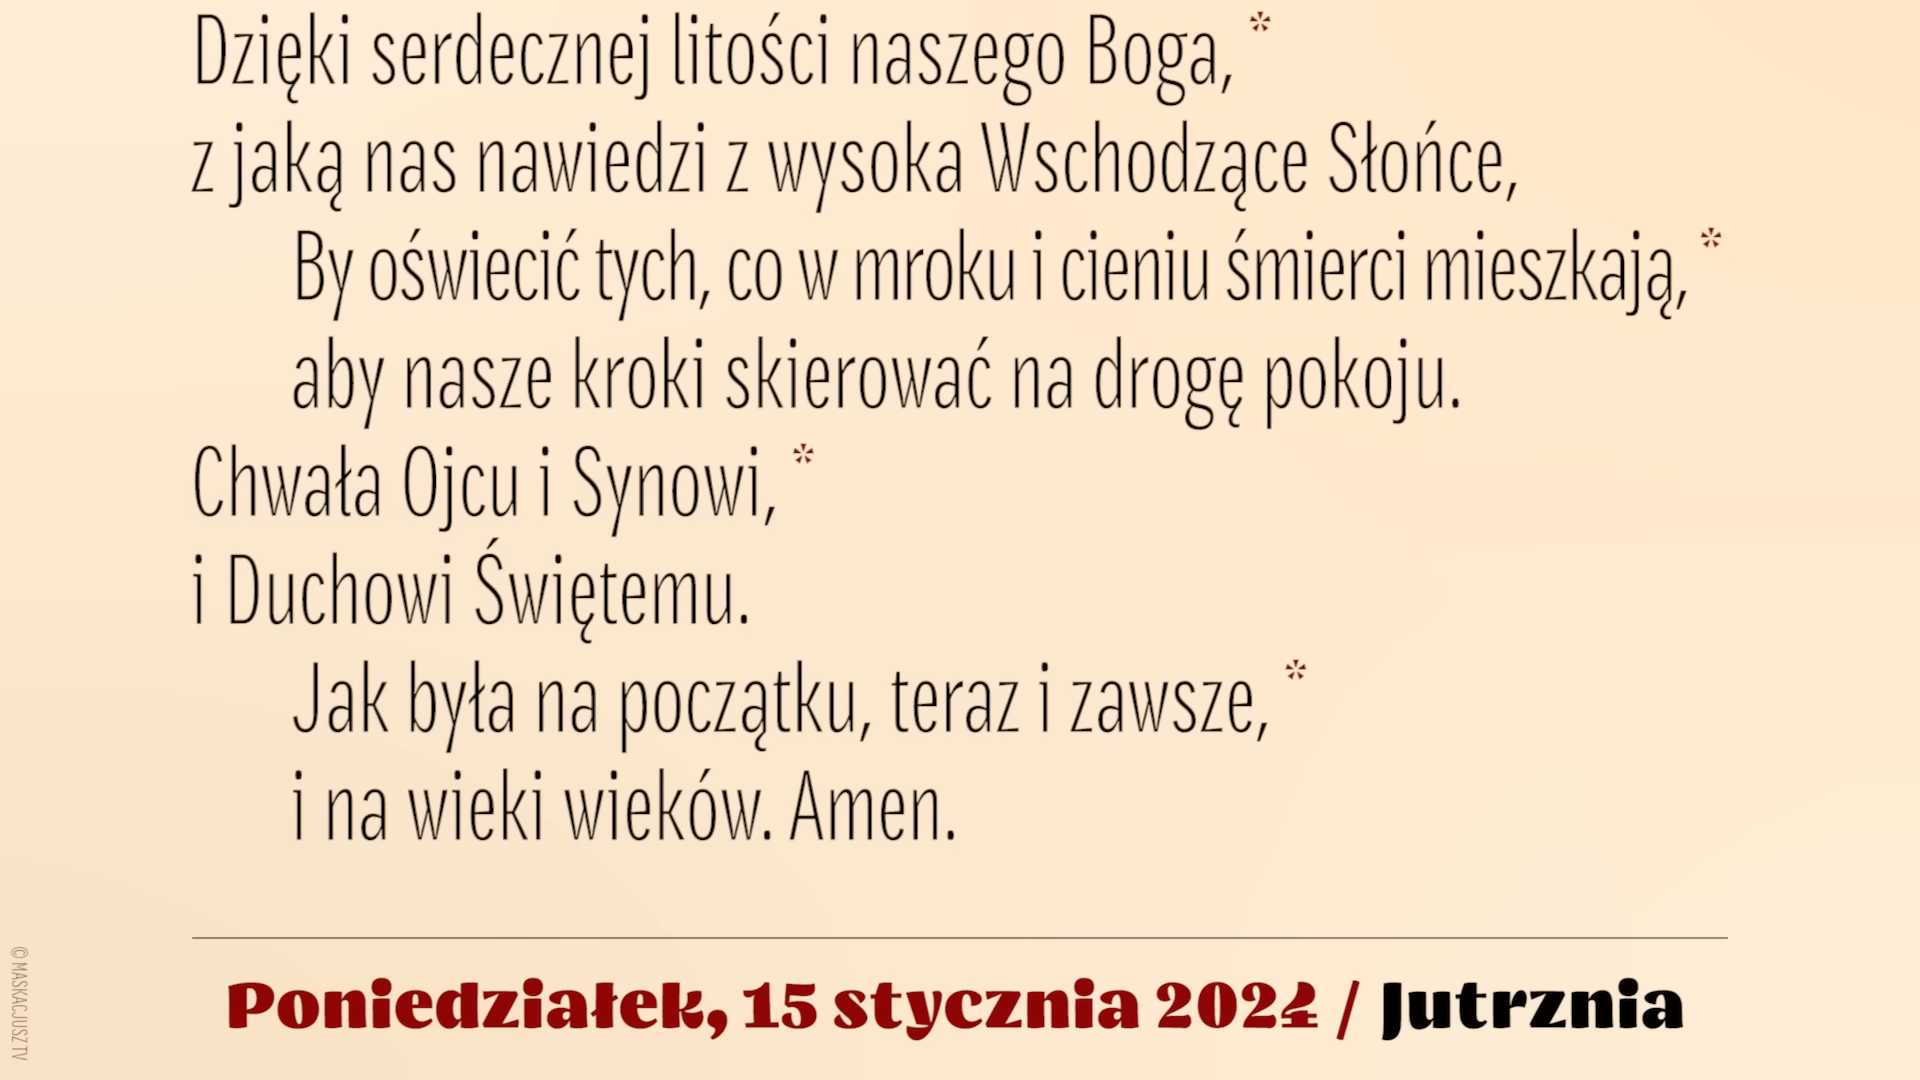 Dzięki serdecznej litości naszego Boga, *
z jaką nas nawiedzi z wysoka Wschodzące Słońce,
By oświecić tych, co w mroku i cieniu śmierci mieszkają, *
aby nasze kroki skierować na drogę pokoju.
Chwała Ojcu i Synowi, *
i Duchowi Świętemu.
Jak była na początku, teraz i zawsze, *
i na wieki wieków. Amen.
Poniedziałek, 15 stycznia 2024 / Jutrznia
© MASKACJUSZ TV